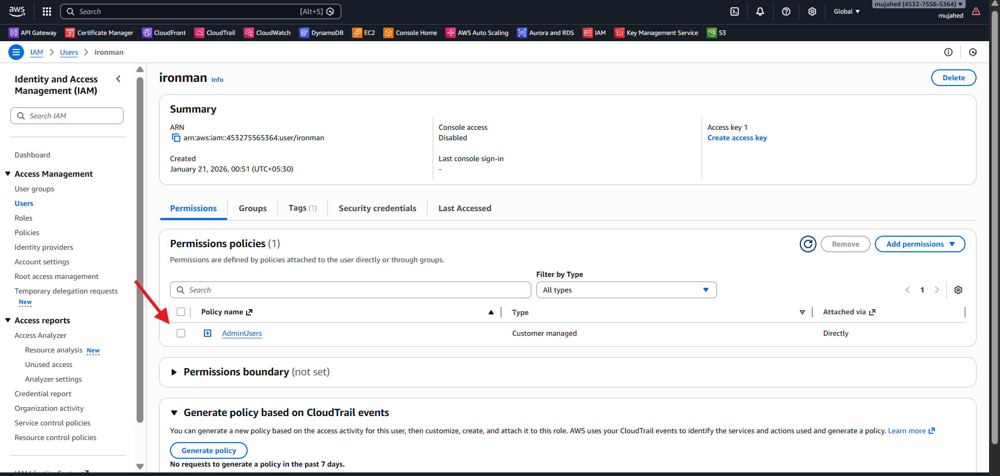 aws
Search
[Alt+S]
Global
mujahed (4532-7556-5364)
mujahed
API Gateway
Certificate Manager
CloudFront
CloudTrail
CloudWatch
DynamoDB
EC2
Console Home
AWS Auto Scaling
Aurora and RDS
IAM
Key Management Service
S3
IAM
Users
ironman
Identity and Access
Management (IAM)
Search IAM
Dashboard
Access Management
User groups
Users
Roles
Policies
Identity providers
Account settings
Root access management
Temporary delegation requests
New
Access reports
Access Analyzer
Resource analysis New
Unused access
Analyzer settings
Credential report
Organization activity
Service control policies
Resource control policies
ironman Info
Delete
Summary
ARN
arn:aws:iam::453275565364:user/ironman
Created
January 21, 2026, 00:51 (UTC+05:30)
Console access
Disabled
Last console sign-in
-
Access key 1
Create access key
Permissions
Groups
Tags (1)
Security credentials
Last Accessed
Permissions policies (1)
Remove
Add permissions
Permissions are defined by policies attached to the user directly or through groups.
Filter by Type
Search
All types
1
Policy name
Type
Attached via
AdminUsers
Customer managed
Directly
Permissions boundary (not set)
Generate policy based on CloudTrail events
You can generate a new policy based on the access activity for this user, then customize, create, and attach it to this role. AWS uses your CloudTrail events to identify the services and actions used and generate a policy. Learn more
Generate policy
No requests to generate a policy in the past 7 days.